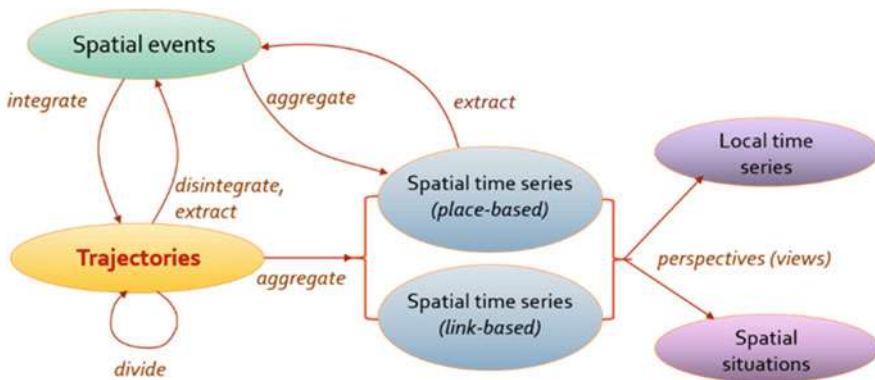 Spatial events
integrate
aggregate
extract
disintegrate,
extract
Trajectories
aggregate
divide
Spatial time series
(place-based)
Spatial time series
(link-based)
Local time
series
perspectives (views)
Spatial
situations